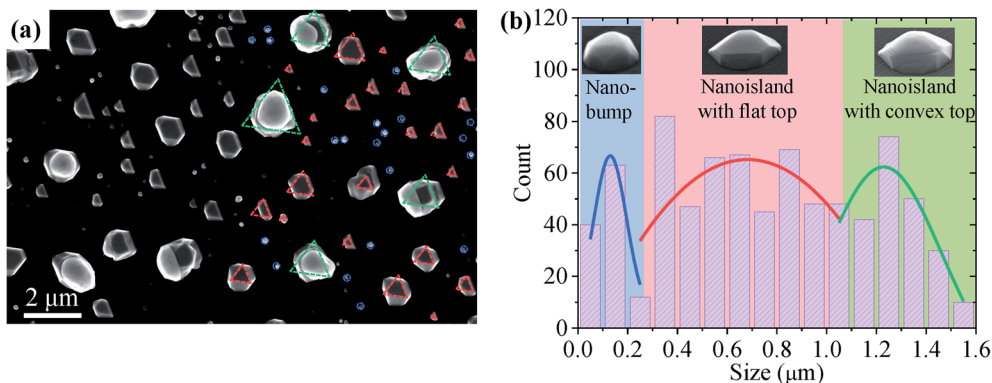 (a)
2 μm
(b)
120
100
80
60
40
20
0
Count
Nano-
bump
Nanoisland
with flat top
Nanoisland
with convex top
0.0 0.2 0.4 0.6 0.8 1.0 1.2 1.4 1.6
Size (μm)